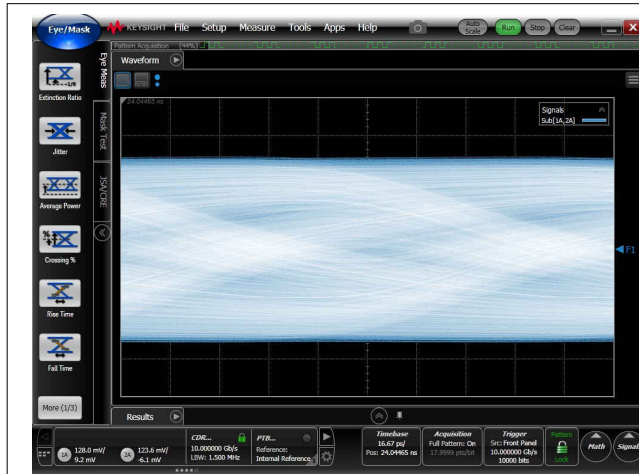 Eye/Mask
KEYSIGHT File Setup Measure Tools Apps Help
Auto Scale
Run
Stop
Clear
Pattern Acquisition (44%)
Waveform
Eye Meas
Mask Test
JSA/CRE
Extinction Ratio
Jitter
Average Power
Crossing %
Rise Time
Fall Time
More (1/3)
24.04465 ns
Signals
Sub[1A,2A]
F1
Results
1A 128.0 mV/
9.2 mV
2A 123.6 mV/
-6.1 mV
CDR...
10.000000 Gb/s
LBW: 1.500 MHz
PTB...
Reference:
Internal Reference
Timebase
16.67 ps/
Pos: 24.04465 ns
Acquisition
Full Pattern: On
17.9999 pts/bit
Trigger
Src: Front Panel
10.000000 Gb/s
10000 bits
Pattern
Lock
Math
Signals